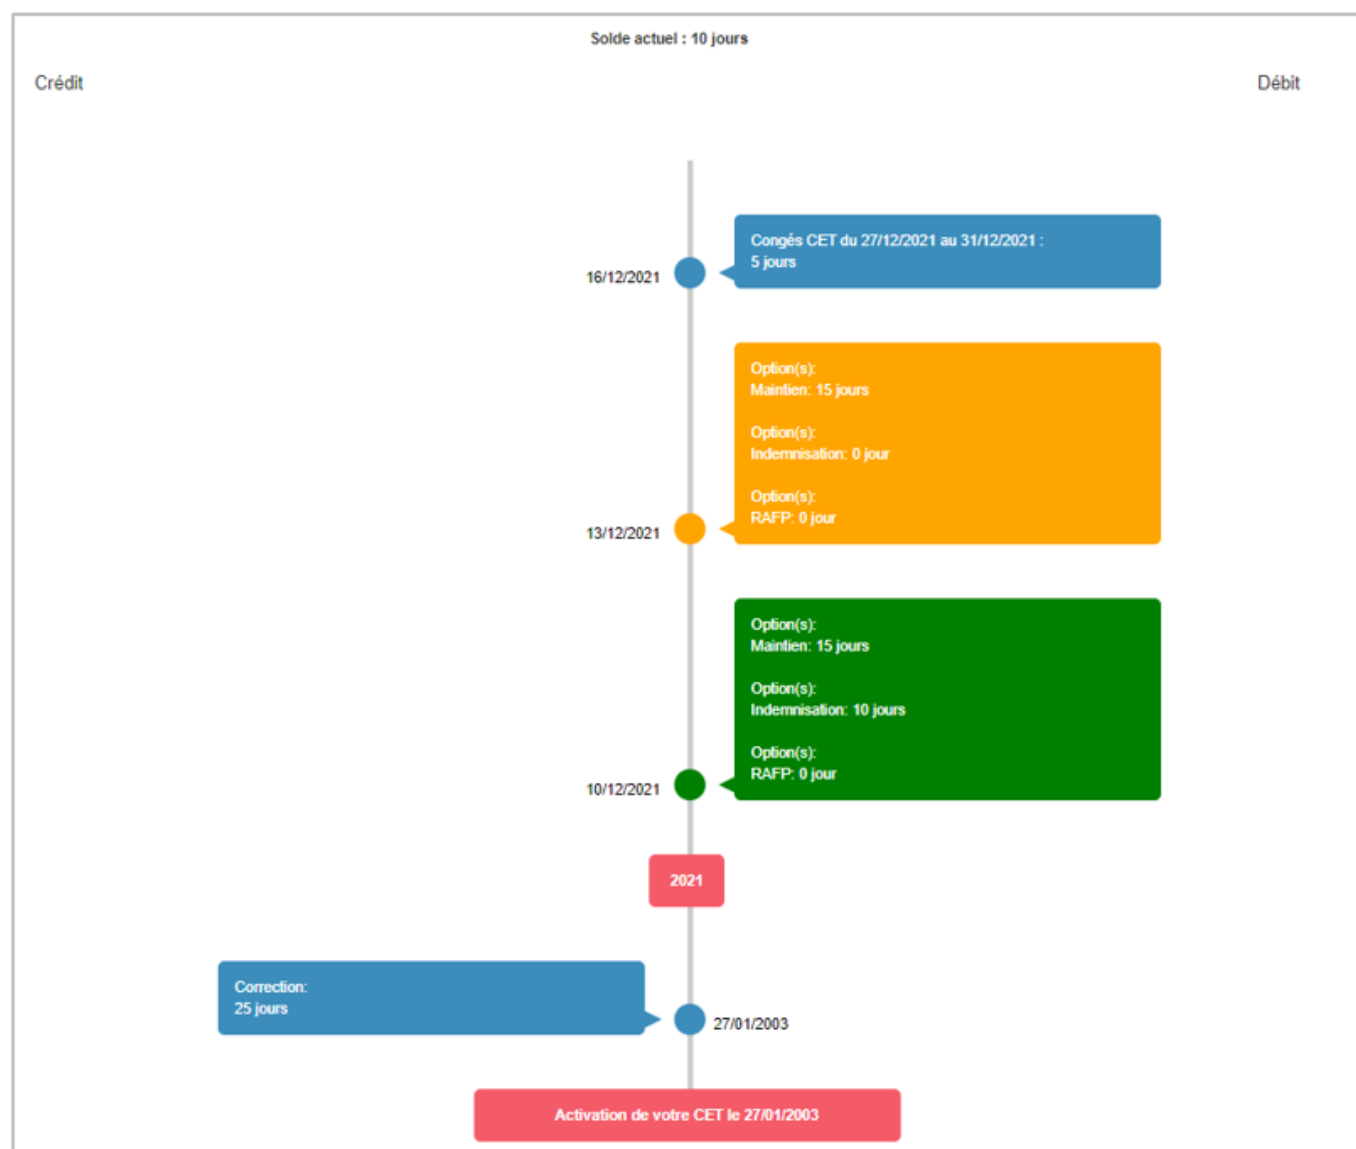 Solde actuel : 10 jours
Crédit
Débit
Congés CET du 27/12/2021 au 31/12/2021 :
5 jours
16/12/2021
Option(s):
Maintien: 15 jours
Option(s):
Indemnisation: 0 jour
Option(s):
RAFP: 0 jour
13/12/2021
Option(s):
Maintien: 15 jours
Option(s):
Indemnisation: 10 jours
Option(s):
RAFP: 0 jour
10/12/2021
2021
Correction:
25 jours
27/01/2003
Activation de votre CET le 27/01/2003